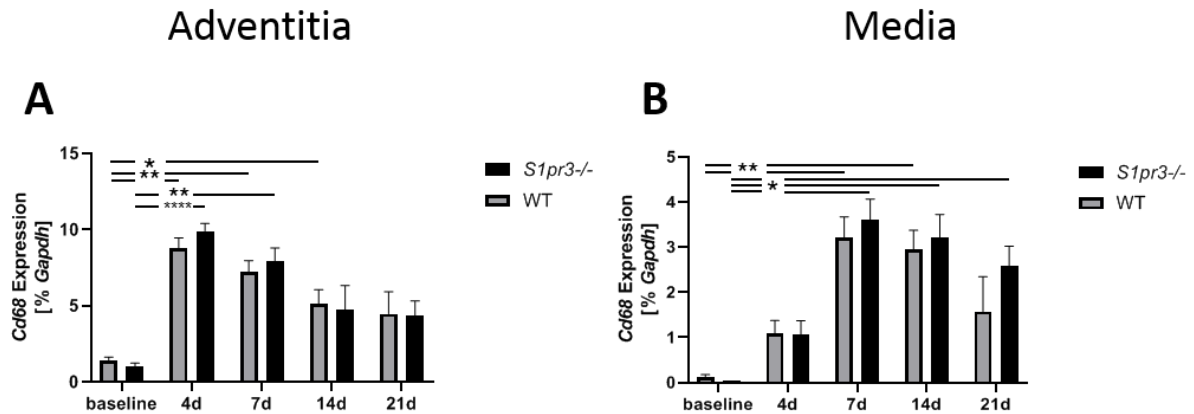 Adventitia
Media
A
15
10
5
0
Cd68 Expression
[% Gapdh]
*
**
**
****
baseline 4d 7d 14d 21d
S1pr3-/-
WT
B
5
4
3
2
1
0
Cd68 Expression
[% Gapdh]
**
*
baseline 4d 7d 14d 21d
S1pr3-/-
WT